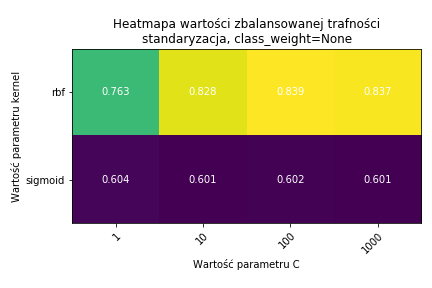 Heatmapa wartości zbalansowanej trafności
standaryzacja, class_weight=None
Wartość parametru kernel
rbf
0.763 0.828 0.839 0.837
sigmoid
0.604 0.601 0.602 0.601
1 10 100 1000
Wartość parametru C